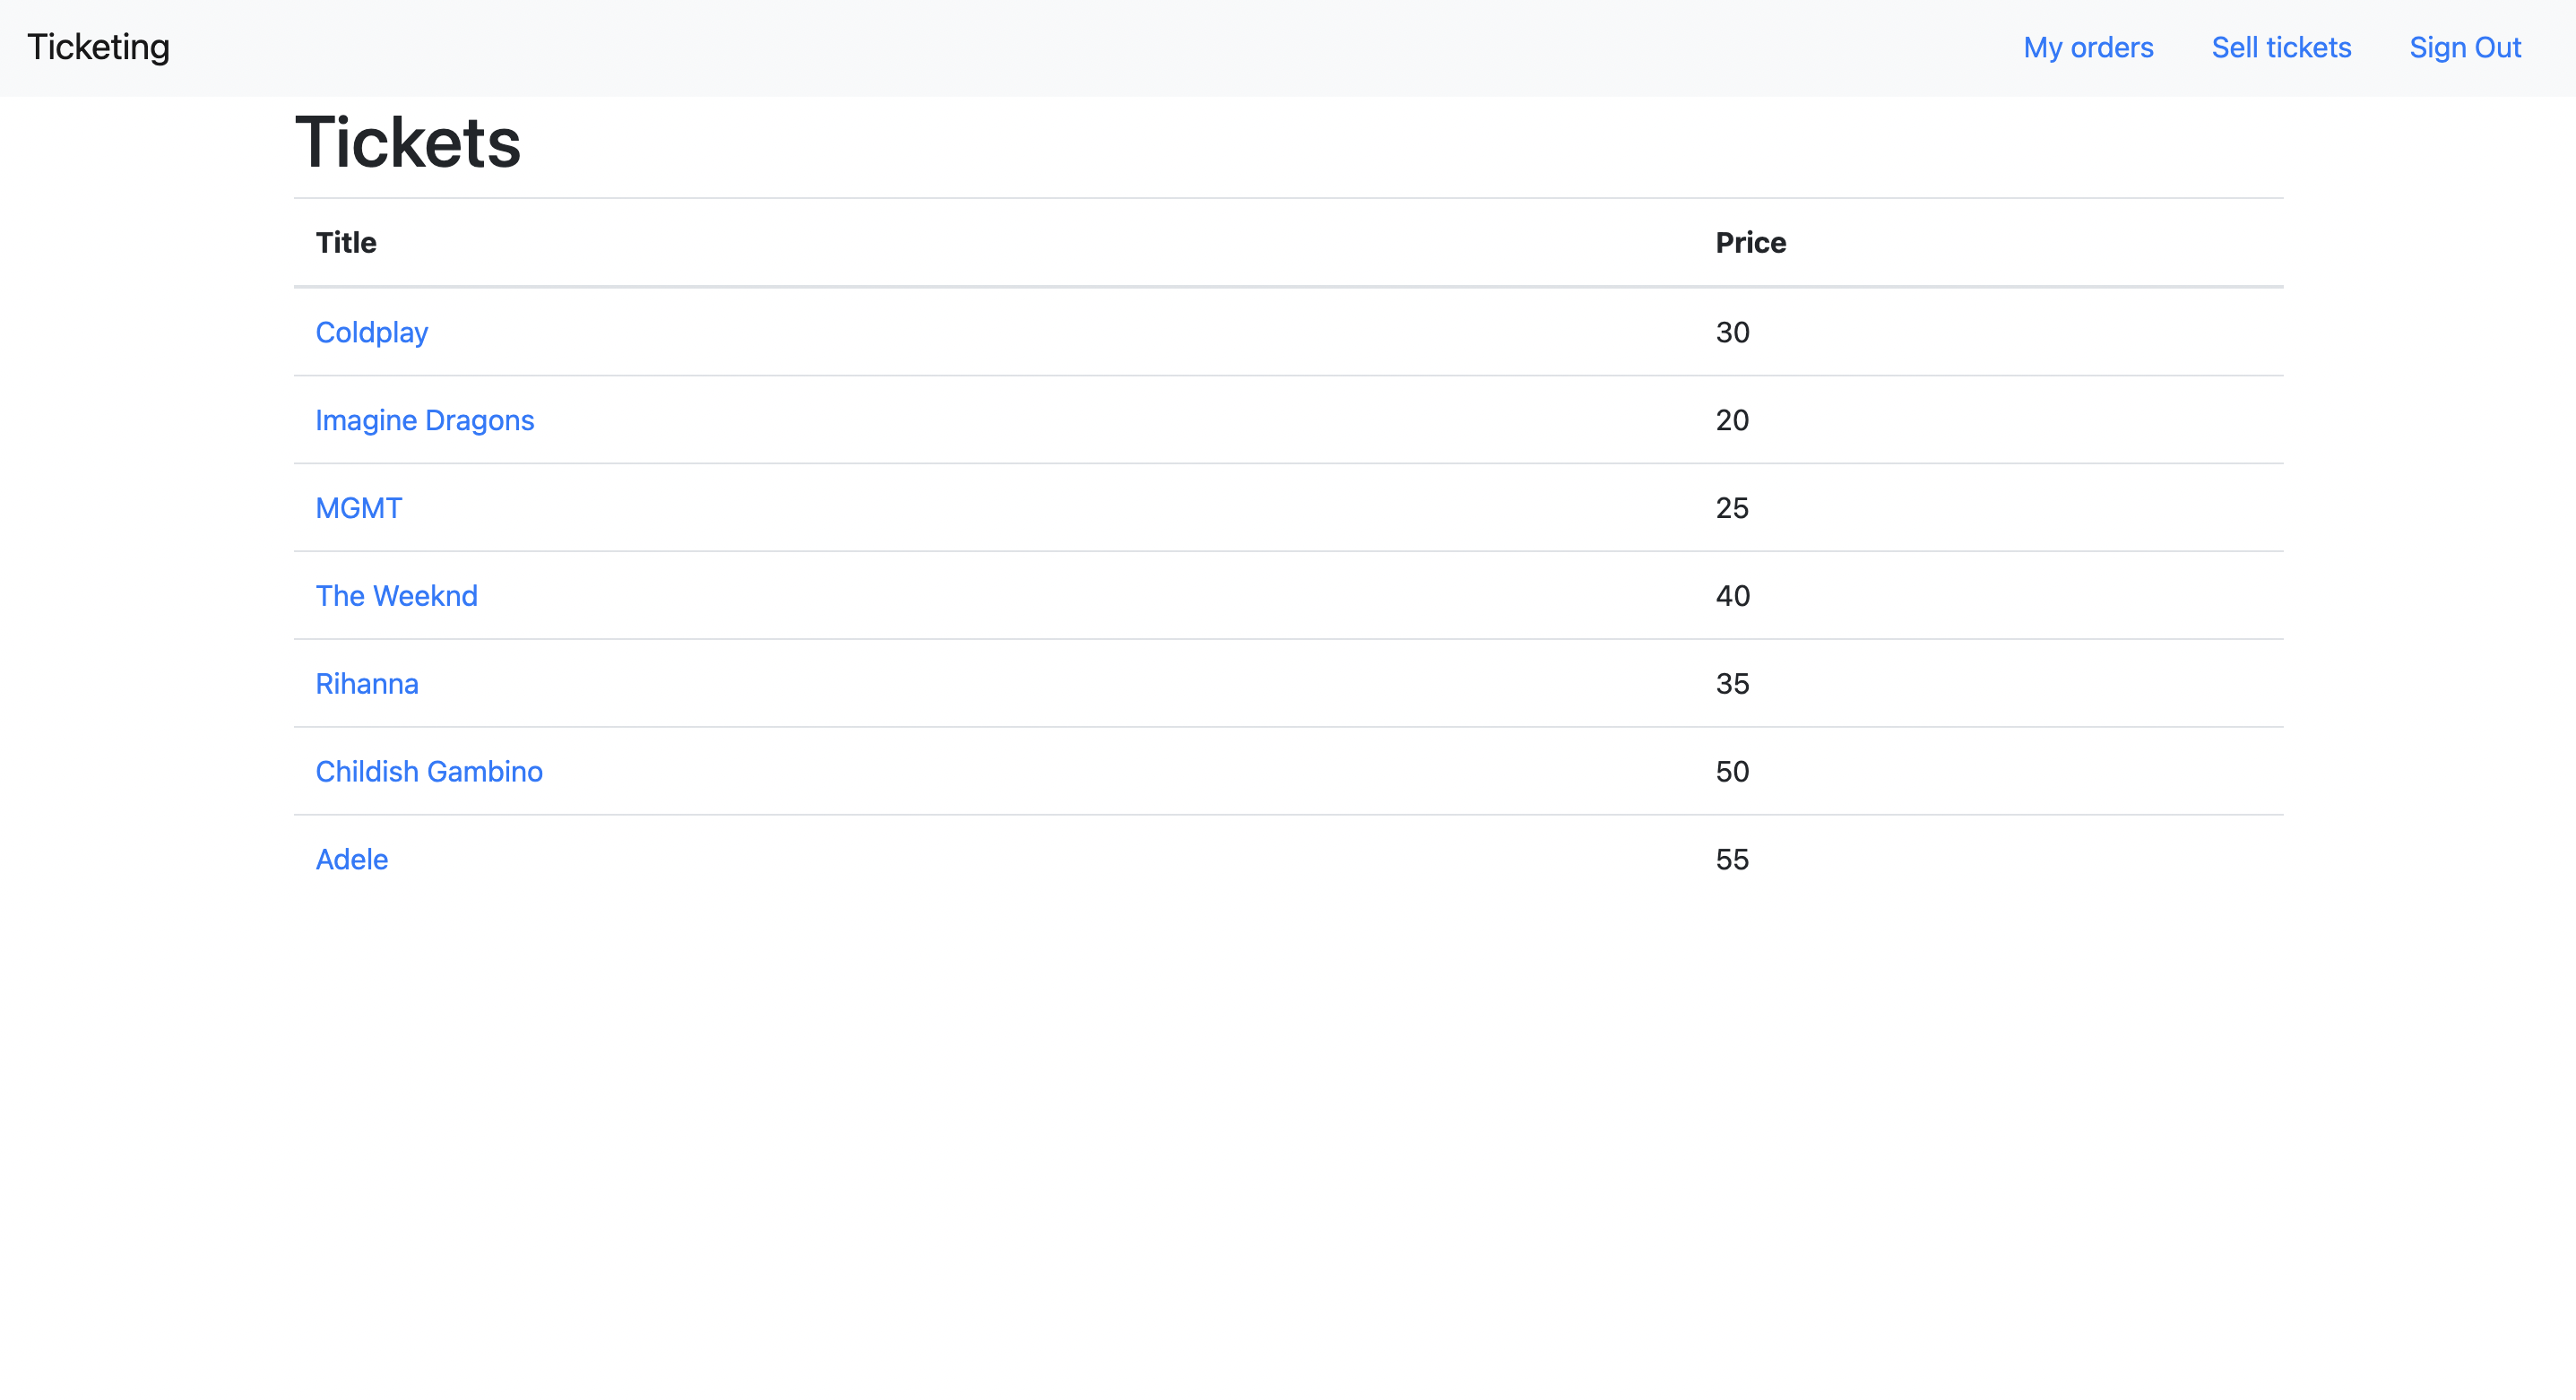 Ticketing My orders Sell tickets Sign Out
Tickets
Title Price
Coldplay 30
Imagine Dragons 20
MGMT 25
The Weeknd 40
Rihanna 35
Childish Gambino 50
Adele 55